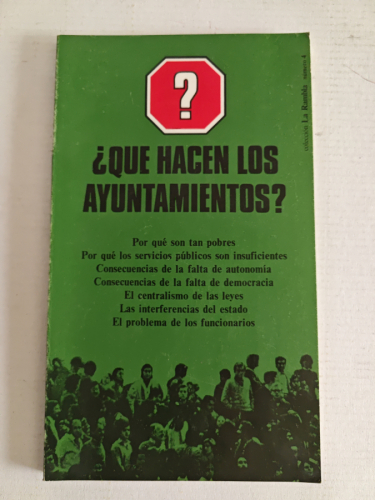 ?
¿QUE HACEN LOS
AYUNTAMIENTOS?
Por qué son tan pobres
Por qué los servicios públicos son insuficientes
Consecuencias de la falta de autonomía
Consecuencias de la falta de democracia
El centralismo de las leyes
Las interferencias del estado
El problema de los funcionarios
colección La Rambla número 4